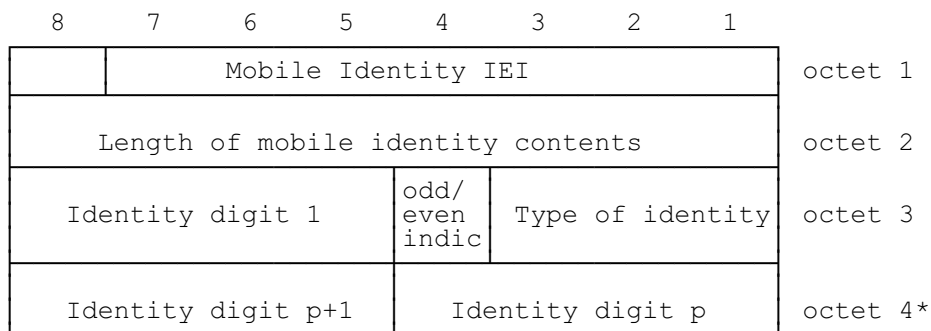 8 7 6 5 4 3 2 1
Mobile Identity IEI octet 1
Length of mobile identity contents octet 2
odd/
Identity digit 1 even Type of identity octet 3
indic
Identity digit p+1 Identity digit p octet 4*